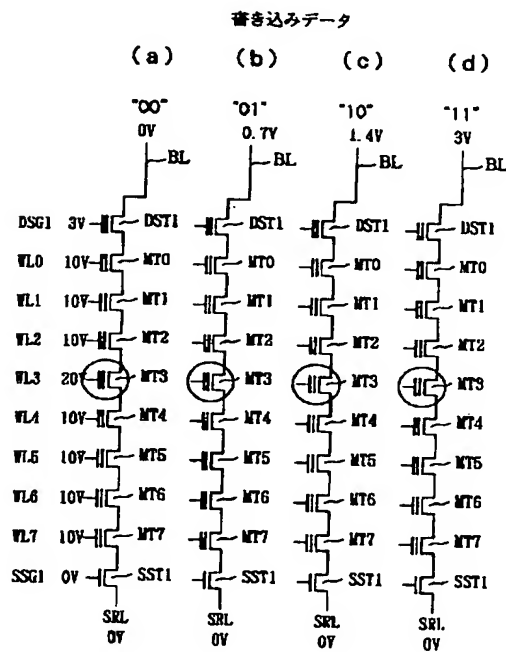 書き込みデータ
(a) (b) (c) (d)
"00" "01" "10" "11"
0V 0.7V 1.4V 3V
BL BL BL BL
DSG1 3V DST1 DST1 DST1 DST1
WL0 10V MT0 MT0 MT0 MT0
WL1 10V MT1 MT1 MT1 MT1
WL2 10V MT2 MT2 MT2 MT2
WL3 20V MT3 MT3 MT3 MT3
WL4 10V MT4 MT4 MT4 MT4
WL5 10V MT5 MT5 MT5 MT5
WL6 10V MT6 MT6 MT6 MT6
WL7 10V MT7 MT7 MT7 MT7
SSG1 0V SST1 SST1 SST1 SST1
SRL SRL SRL SRL
0V 0V 0V 0V